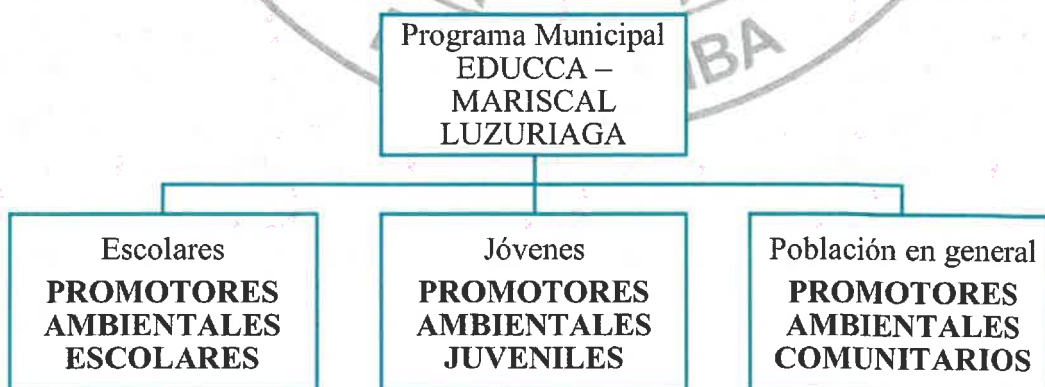 Programa Municipal
EDUCCA –
MARISCAL
LUZURIAGA
Escolares
PROMOTORES
AMBIENTALES
ESCOLARES
Jóvenes
PROMOTORES
AMBIENTALES
JUVENILES
Población en general
PROMOTORES
AMBIENTALES
COMUNITARIOS